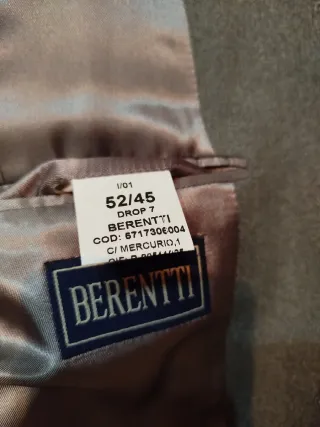 I/01
52/45
DROP 7
BERENTTI
COD: 6717306004
C/ MERCURIO,1
BERENTTI